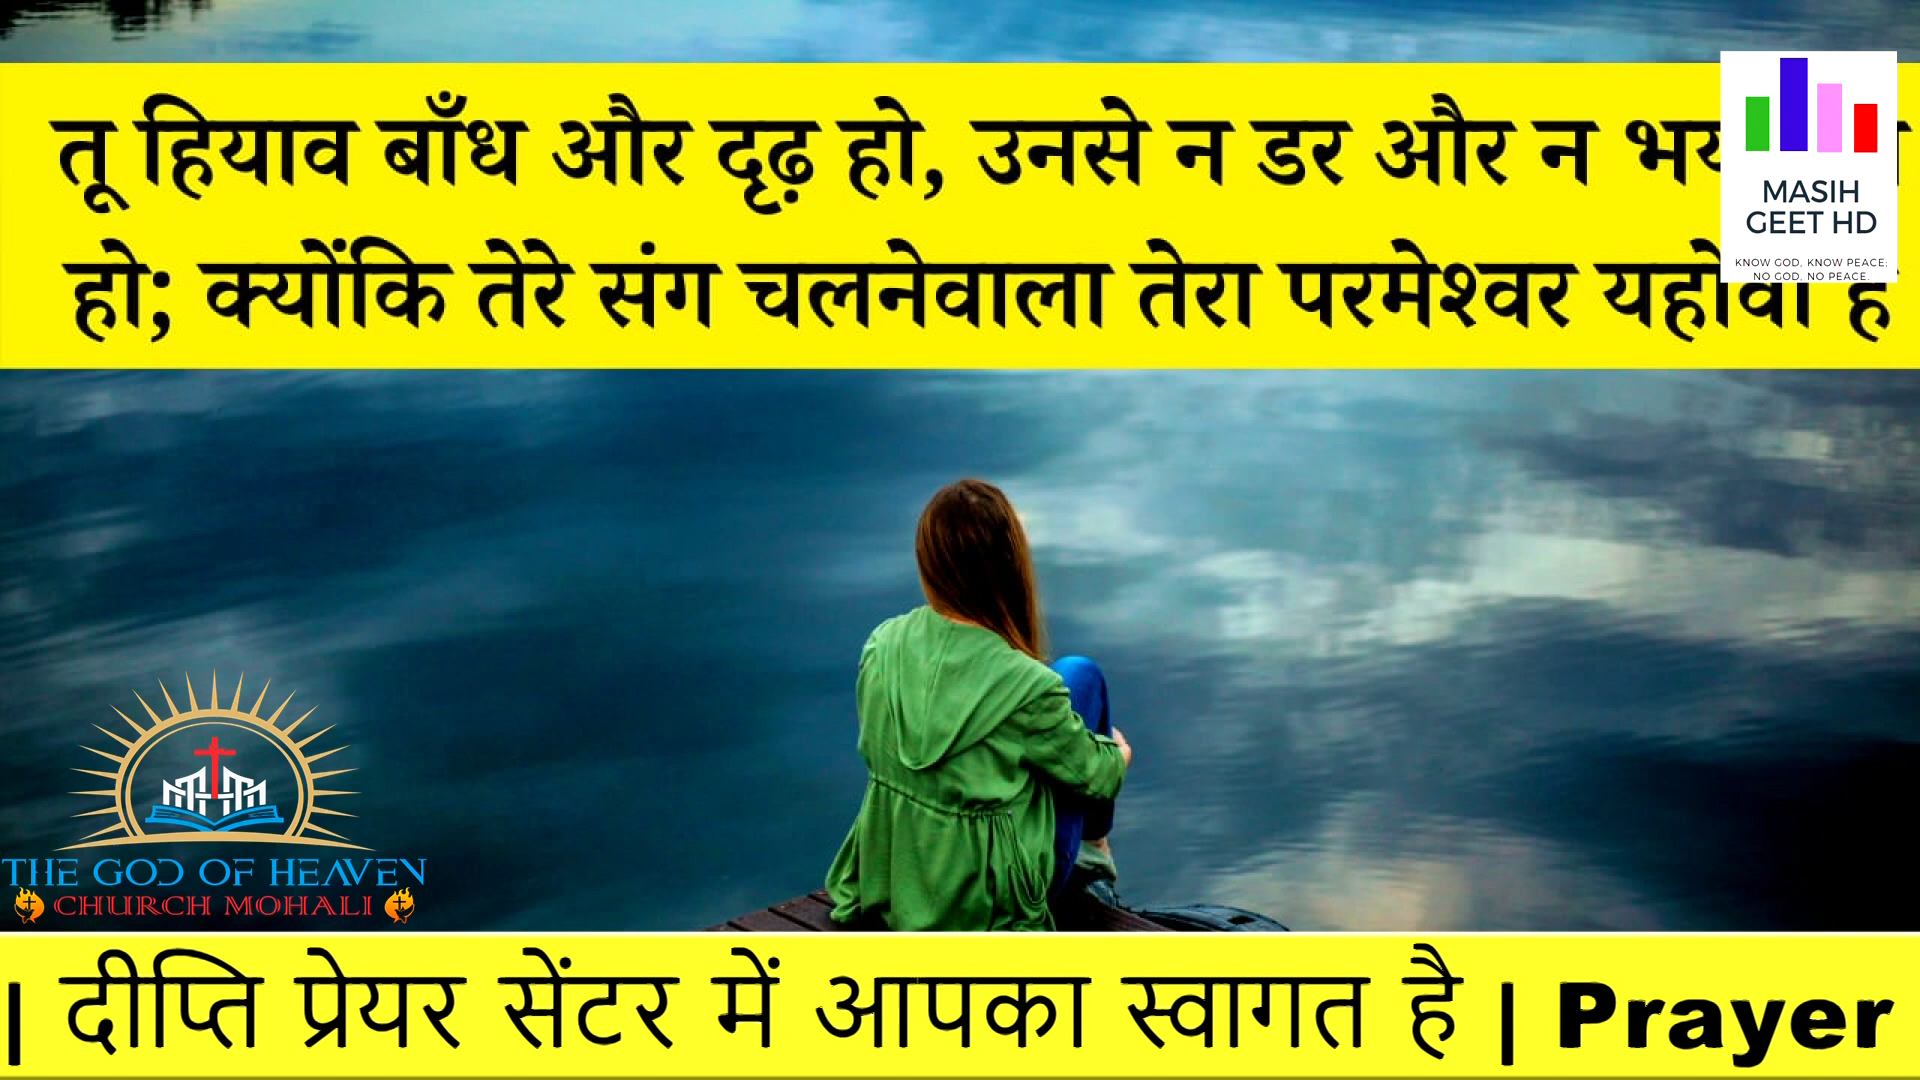 तू हियाव बाँध और दृढ़ हो, उनसे न डर और न
MASIH
GEET HD
KNOW GOD, KNOW PEACE;
NO GOD, NO PEACE.
हो; क्योंकि तेरे संग चलनेवाला तेरा परमेश्वर यहोवा है
THE GOD OF HEAVEN
CHURCH MOHALI
| दीप्ति प्रेयर सेंटर में आपका स्वागत है | Prayer